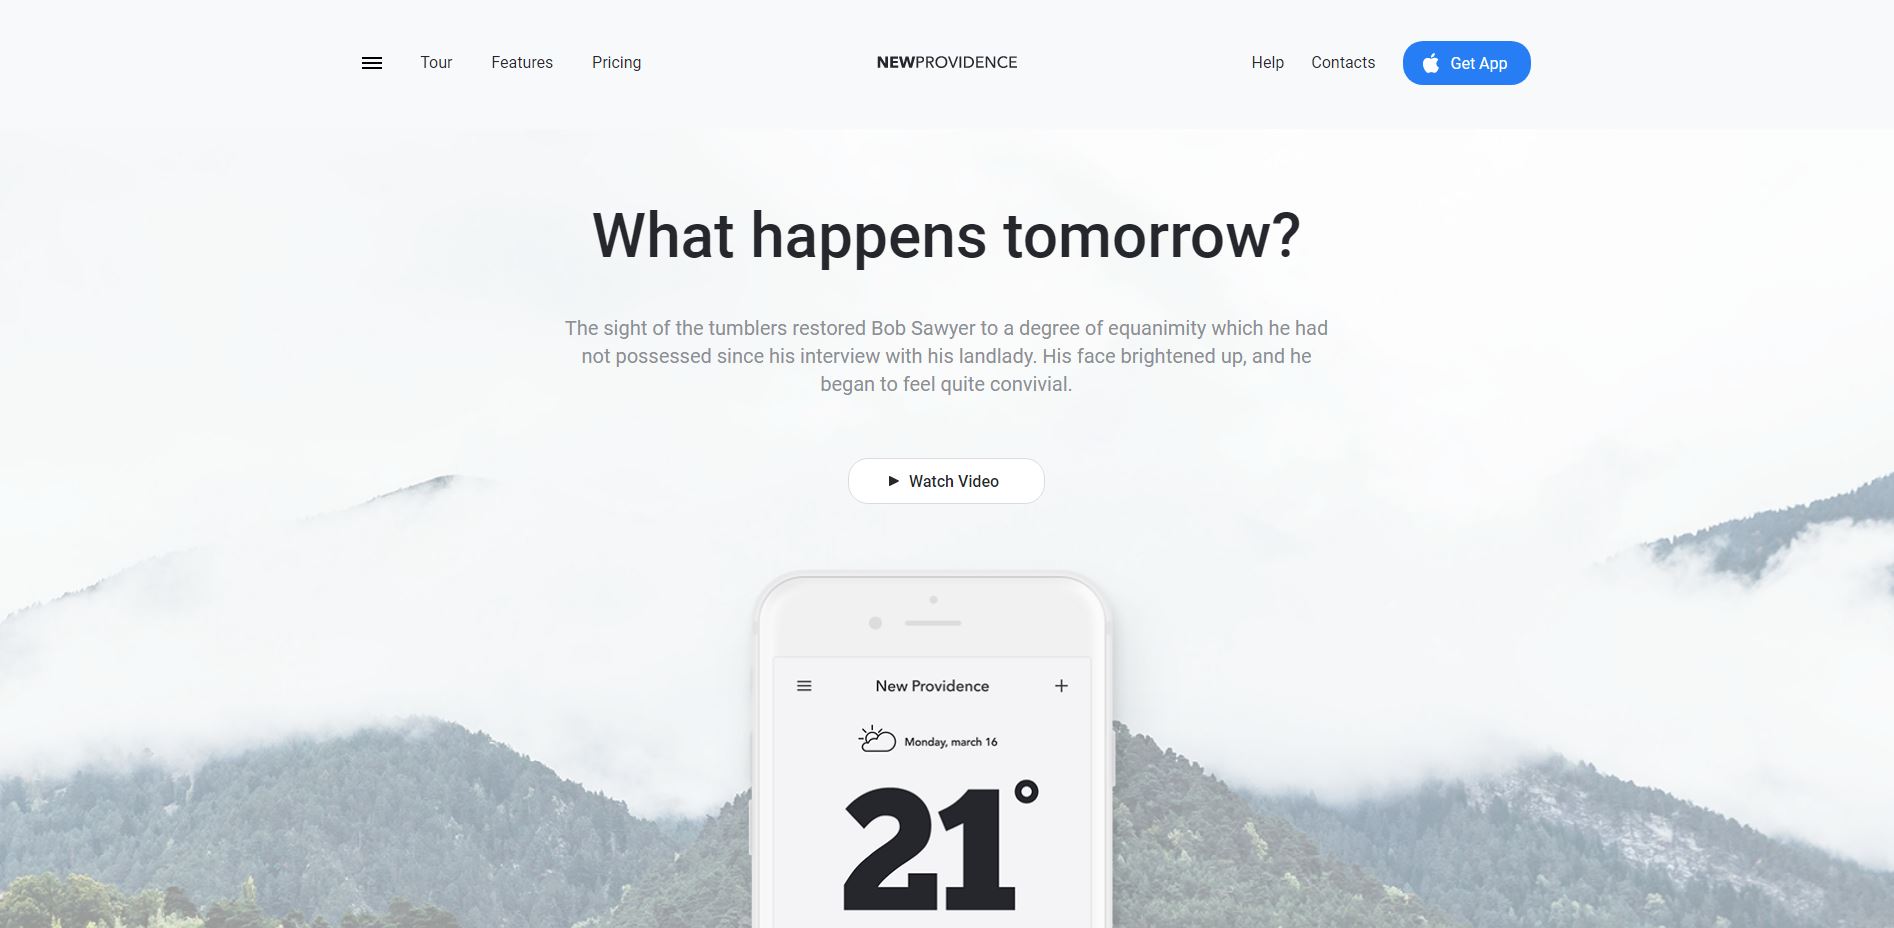 Tour
Features
Pricing
NEWPROVIDENCE
Help
Contacts
Get App
What happens tomorrow?
The sight of the tumblers restored Bob Sawyer to a degree of equanimity which he had
not possessed since his interview with his landlady. His face brightened up, and he
began to feel quite convivial.
Watch Video
New Providence
Monday, march 16
21°